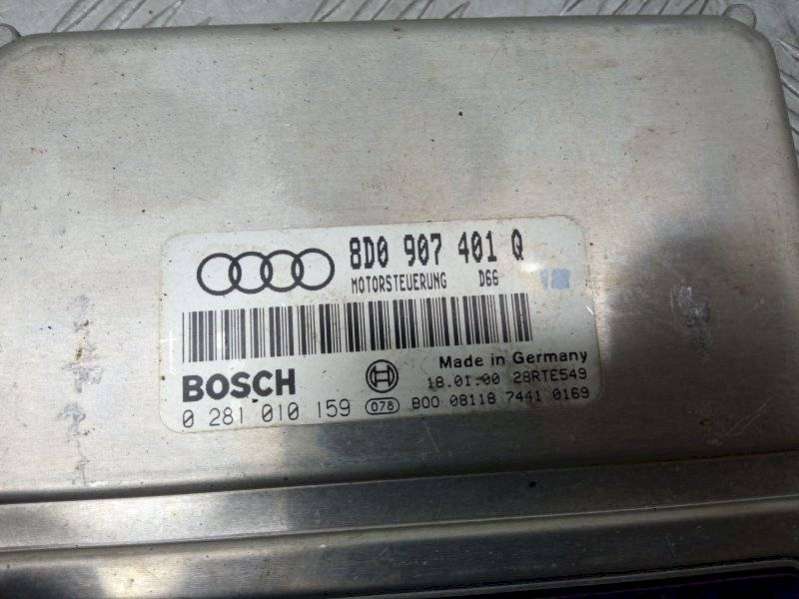 8D0 907 401 Q
MOTORSTEUERUNG D66
Made in Germany
BOSCH
18.01.00 28RTE549
0 281 010 159 078 B00 08118 7441 0169